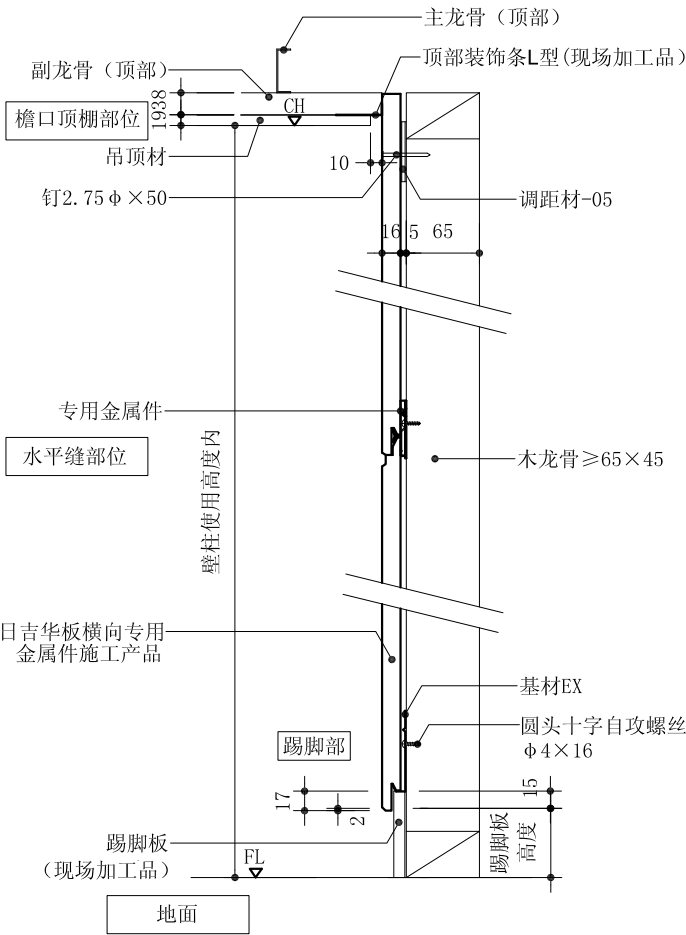 主龙骨（顶部）
顶部装饰条L型(现场加工品)
副龙骨（顶部）
檐口顶棚部位
38
19
CH
吊顶材
10
钉2.75φ×50
调距材-05
16 5 65
专用金属件
水平缝部位
木龙骨≥65×45
壁柱使用高度内
日吉华板横向专用
金属件施工产品
基材EX
圆头十字自攻螺丝
φ4×16
踢脚部
17
2
15
踢脚板
高度
踢脚板
（现场加工品）
FL
地面